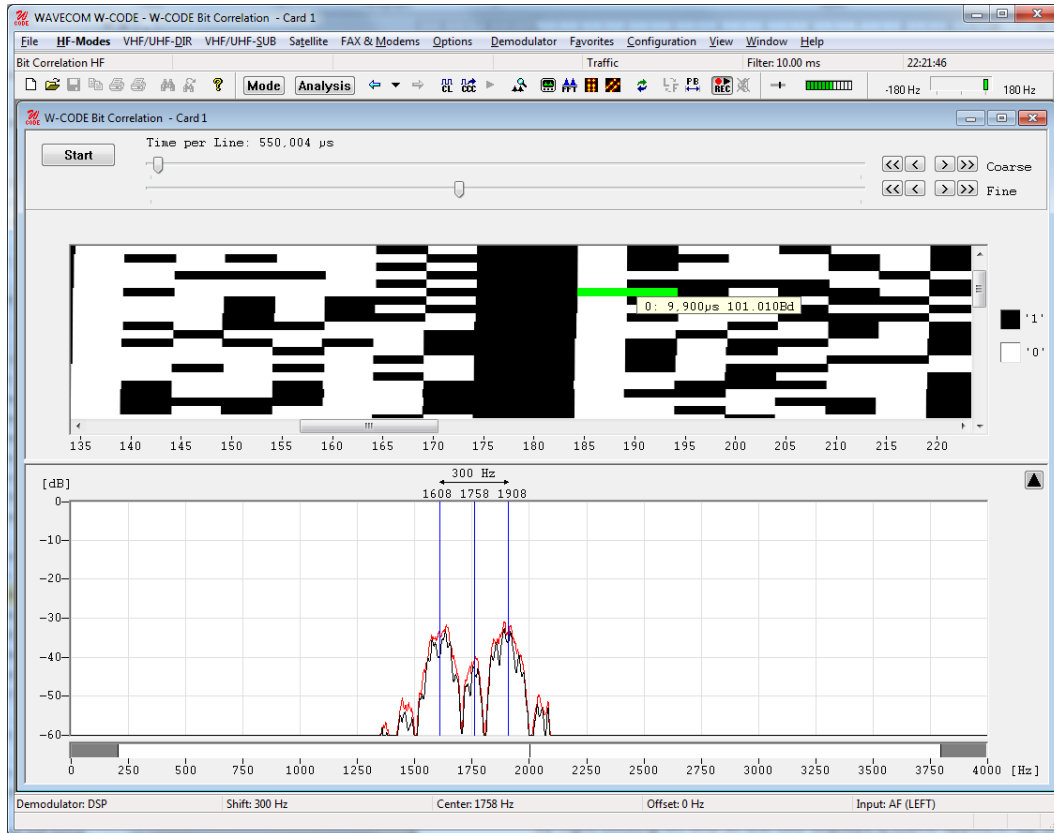 WAVECOM W-CODE - W-CODE Bit Correlation - Card 1
File HF-Modes VHF/UHF-DIR VHF/UHF-SUB Satellite FAX & Modems Options Demodulator Favorites Configuration View Window Help
Bit Correlation HF Traffic Filter: 10.00 ms 22:21:46
Mode Analysis CL CCC F PB REC -180 Hz 180 Hz
W-CODE Bit Correlation - Card 1
Start Time per Line: 550,004 µs
<< < > >> Coarse
<< < > >> Fine
0: 9,900µs 101.010Bd
'1'
'0'
135 140 145 150 155 160 165 170 175 180 185 190 195 200 205 210 215 220
[dB] 300 Hz
1608 1758 1908
0
-10
-20
-30
-40
-50
-60
0 250 500 750 1000 1250 1500 1750 2000 2250 2500 2750 3000 3250 3500 3750 4000 [Hz]
Demodulator: DSP Shift: 300 Hz Center: 1758 Hz Offset: 0 Hz Input: AF (LEFT)